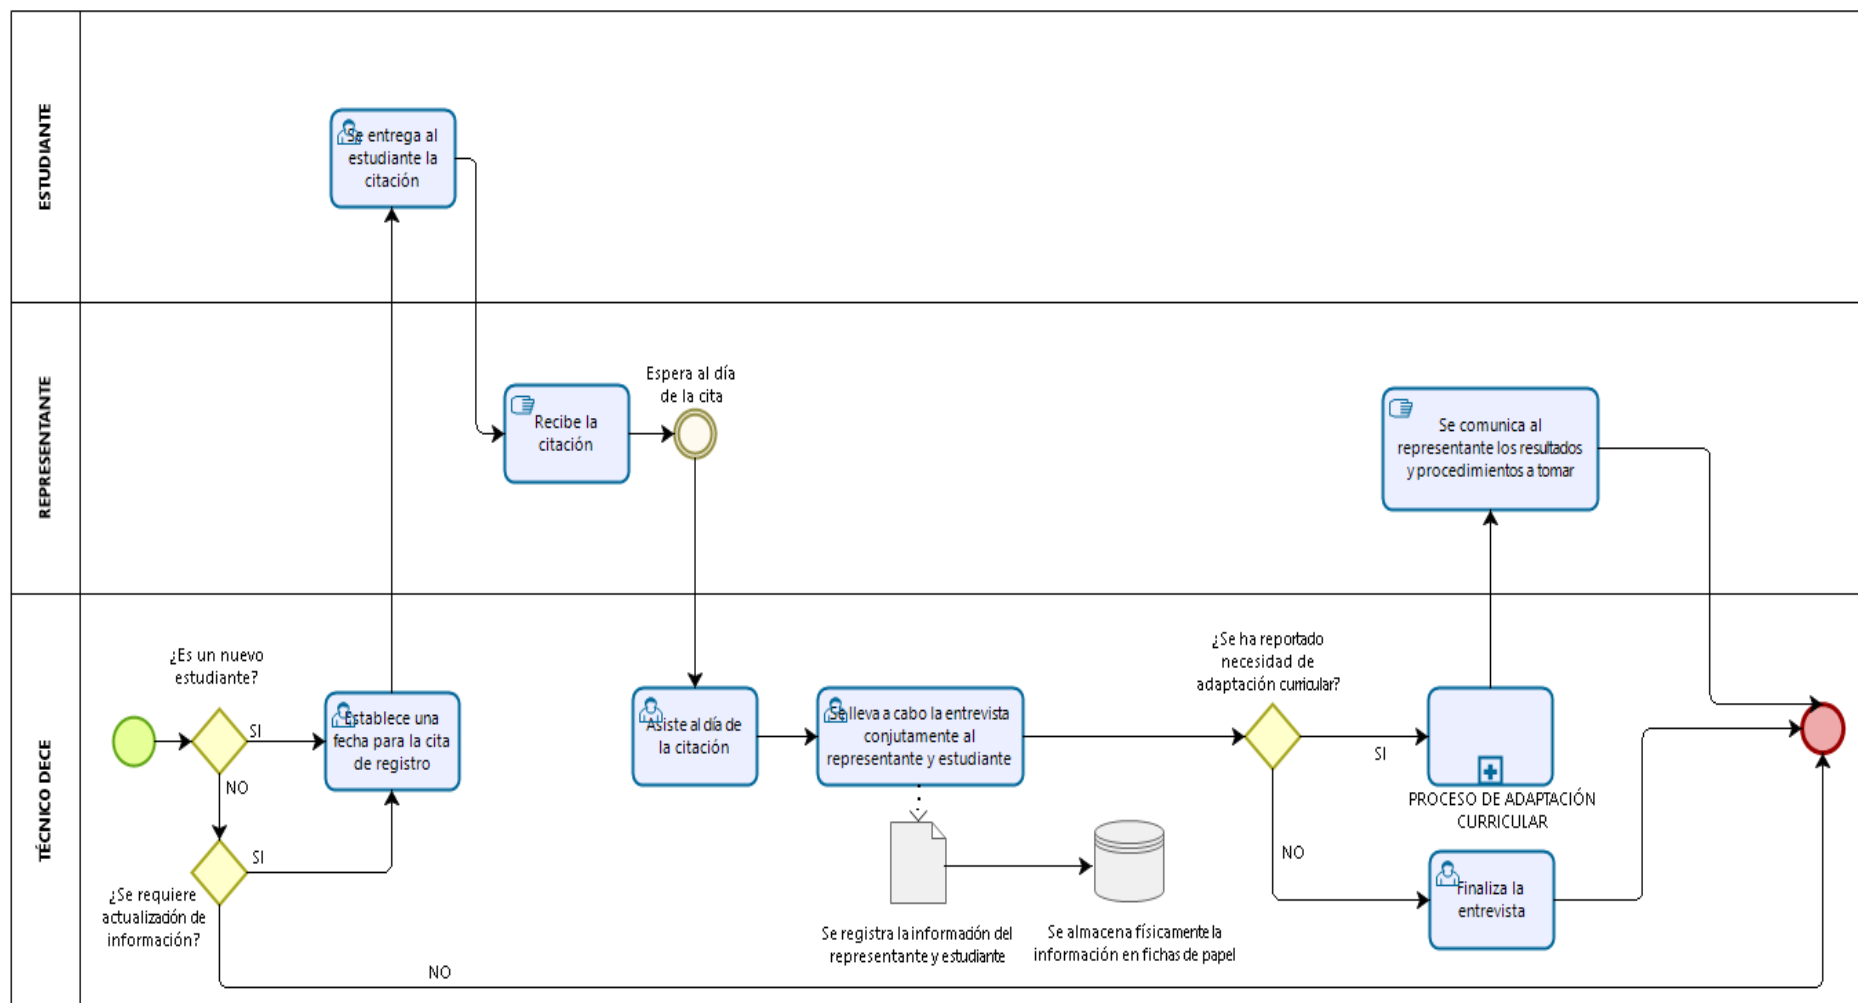 ESTUDIANTE
Se entrega al
estudiante la
citación
REPRESENTANTE
Recibe la
citación
Espera al día
de la cita
Se comunica al
representante los resultados
y procedimientos a tomar
TÉCNICO DECE
¿Es un nuevo
estudiante?
SI
NO
¿Se requiere
actualización de
información?
SI
NO
Establece una
fecha para la cita
de registro
Asiste al día de
la citación
Se lleva a cabo la entrevista
conjutamente al
representante y estudiante
Se registra la información del
representante y estudiante
Se almacena físicamente la
información en fichas de papel
¿Se ha reportado
necesidad de
adaptación curricular?
SI
NO
PROCESO DE ADAPTACIÓN
CURRICULAR
Finaliza la
entrevista